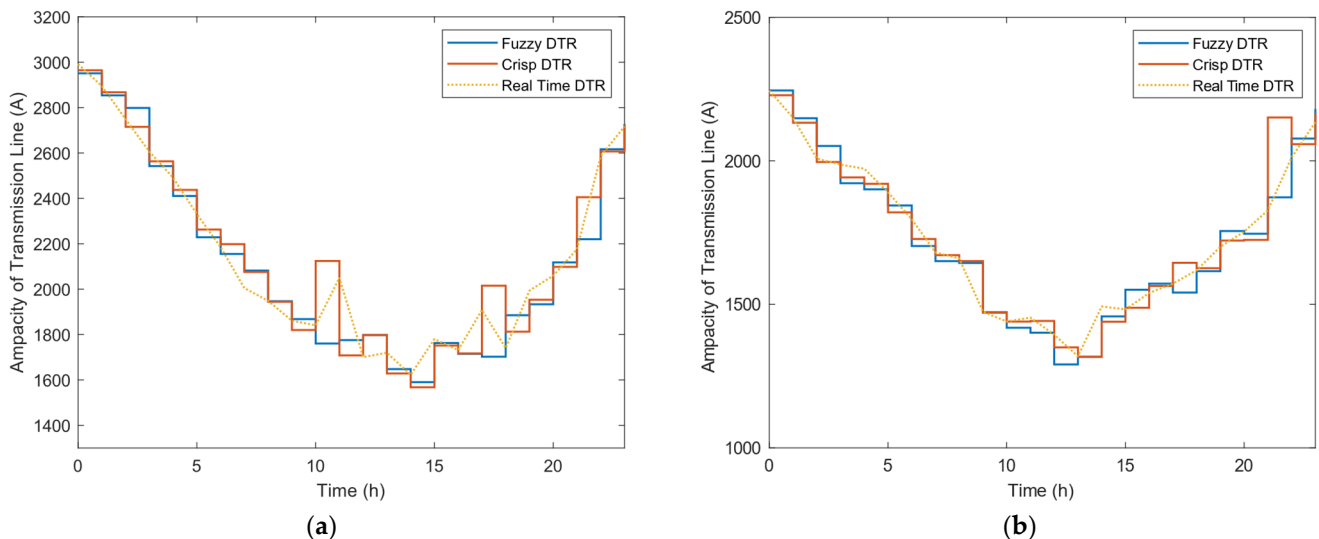 3200
3000
2800
2600
2400
2200
2000
1800
1600
1400
Ampacity of Transmission Line (A)
0 5 10 15 20
Time (h)
Fuzzy DTR
Crisp DTR
Real Time DTR
(a)
2500
2000
1500
1000
Ampacity of Transmission Line (A)
0 5 10 15 20
Time (h)
Fuzzy DTR
Crisp DTR
Real Time DTR
(b)